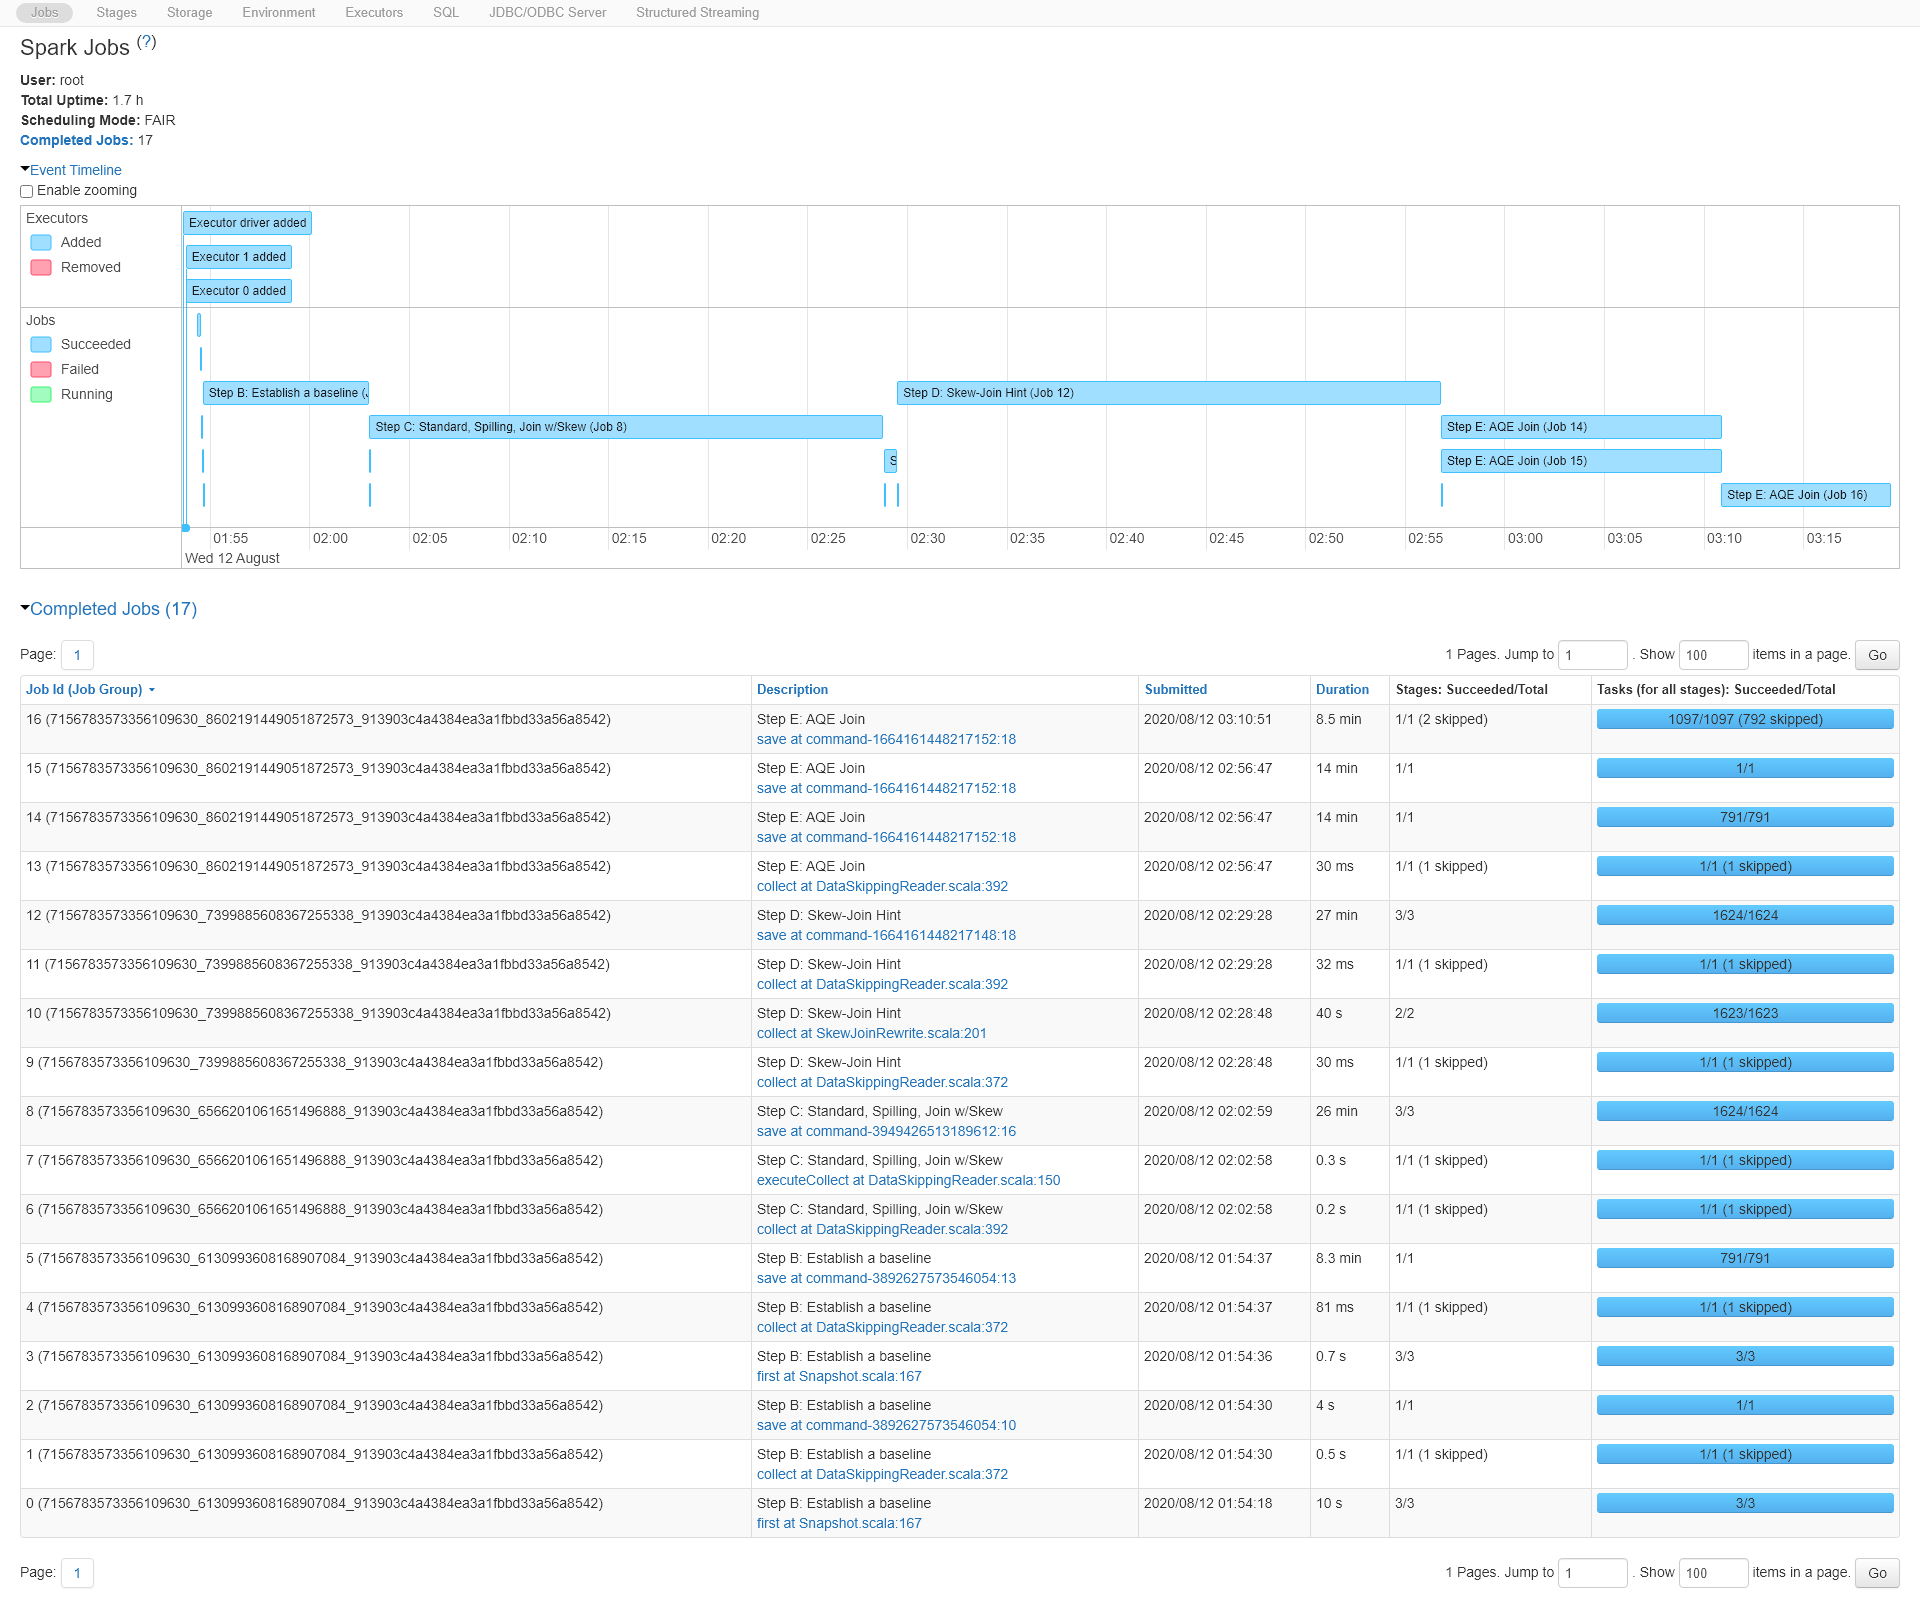 Jobs Stages Storage Environment Executors SQL JDBC/ODBC Server Structured Streaming
Spark Jobs (?)
User: root
Total Uptime: 1.7 h
Scheduling Mode: FAIR
Completed Jobs: 17
Event Timeline
Enable zooming
Executors
Added
Removed
Executor driver added
Executor 1 added
Executor 0 added
Jobs
Succeeded
Failed
Running
Step B: Establish a baseline (J
Step D: Skew-Join Hint (Job 12)
Step C: Standard, Spilling, Join w/Skew (Job 8)
Step E: AQE Join (Job 14)
S
Step E: AQE Join (Job 15)
Step E: AQE Join (Job 16)
01:55 02:00 02:05 02:10 02:15 02:20 02:25 02:30 02:35 02:40 02:45 02:50 02:55 03:00 03:05 03:10 03:15
Wed 12 August
Completed Jobs (17)
Page: 1 1 Pages. Jump to 1 . Show 100 items in a page. Go
Job Id (Job Group) Description Submitted Duration Stages: Succeeded/Total Tasks (for all stages): Succeeded/Total
16 (7156783573356109630_8602191449051872573_913903c4a4384ea3a1fbbd33a56a8542) Step E: AQE Join 2020/08/12 03:10:51 8.5 min 1/1 (2 skipped) 1097/1097 (792 skipped)
save at command-1664161448217152:18
15 (7156783573356109630_8602191449051872573_913903c4a4384ea3a1fbbd33a56a8542) Step E: AQE Join 2020/08/12 02:56:47 14 min 1/1 1/1
save at command-1664161448217152:18
14 (7156783573356109630_8602191449051872573_913903c4a4384ea3a1fbbd33a56a8542) Step E: AQE Join 2020/08/12 02:56:47 14 min 1/1 791/791
save at command-1664161448217152:18
13 (7156783573356109630_8602191449051872573_913903c4a4384ea3a1fbbd33a56a8542) Step E: AQE Join 2020/08/12 02:56:47 30 ms 1/1 (1 skipped) 1/1 (1 skipped)
collect at DataSkippingReader.scala:392
12 (7156783573356109630_7399885608367255338_913903c4a4384ea3a1fbbd33a56a8542) Step D: Skew-Join Hint 2020/08/12 02:29:28 27 min 3/3 1624/1624
save at command-1664161448217148:18
11 (7156783573356109630_7399885608367255338_913903c4a4384ea3a1fbbd33a56a8542) Step D: Skew-Join Hint 2020/08/12 02:29:28 32 ms 1/1 (1 skipped) 1/1 (1 skipped)
collect at DataSkippingReader.scala:392
10 (7156783573356109630_7399885608367255338_913903c4a4384ea3a1fbbd33a56a8542) Step D: Skew-Join Hint 2020/08/12 02:28:48 40 s 2/2 1623/1623
collect at SkewJoinRewrite.scala:201
9 (7156783573356109630_7399885608367255338_913903c4a4384ea3a1fbbd33a56a8542) Step D: Skew-Join Hint 2020/08/12 02:28:48 30 ms 1/1 (1 skipped) 1/1 (1 skipped)
collect at DataSkippingReader.scala:372
8 (7156783573356109630_6566201061651496888_913903c4a4384ea3a1fbbd33a56a8542) Step C: Standard, Spilling, Join w/Skew 2020/08/12 02:02:59 26 min 3/3 1624/1624
save at command-3949426513189612:16
7 (7156783573356109630_6566201061651496888_913903c4a4384ea3a1fbbd33a56a8542) Step C: Standard, Spilling, Join w/Skew 2020/08/12 02:02:58 0.3 s 1/1 (1 skipped) 1/1 (1 skipped)
executeCollect at DataSkippingReader.scala:150
6 (7156783573356109630_6566201061651496888_913903c4a4384ea3a1fbbd33a56a8542) Step C: Standard, Spilling, Join w/Skew 2020/08/12 02:02:58 0.2 s 1/1 (1 skipped) 1/1 (1 skipped)
collect at DataSkippingReader.scala:392
5 (7156783573356109630_6130993608168907084_913903c4a4384ea3a1fbbd33a56a8542) Step B: Establish a baseline 2020/08/12 01:54:37 8.3 min 1/1 791/791
save at command-3892627573546054:13
4 (7156783573356109630_6130993608168907084_913903c4a4384ea3a1fbbd33a56a8542) Step B: Establish a baseline 2020/08/12 01:54:37 81 ms 1/1 (1 skipped) 1/1 (1 skipped)
collect at DataSkippingReader.scala:372
3 (7156783573356109630_6130993608168907084_913903c4a4384ea3a1fbbd33a56a8542) Step B: Establish a baseline 2020/08/12 01:54:36 0.7 s 3/3 3/3
first at Snapshot.scala:167
2 (7156783573356109630_6130993608168907084_913903c4a4384ea3a1fbbd33a56a8542) Step B: Establish a baseline 2020/08/12 01:54:30 4 s 1/1 1/1
save at command-3892627573546054:10
1 (7156783573356109630_6130993608168907084_913903c4a4384ea3a1fbbd33a56a8542) Step B: Establish a baseline 2020/08/12 01:54:30 0.5 s 1/1 (1 skipped) 1/1 (1 skipped)
collect at DataSkippingReader.scala:372
0 (7156783573356109630_6130993608168907084_913903c4a4384ea3a1fbbd33a56a8542) Step B: Establish a baseline 2020/08/12 01:54:18 10 s 3/3 3/3
first at Snapshot.scala:167
Page: 1 1 Pages. Jump to 1 . Show 100 items in a page. Go